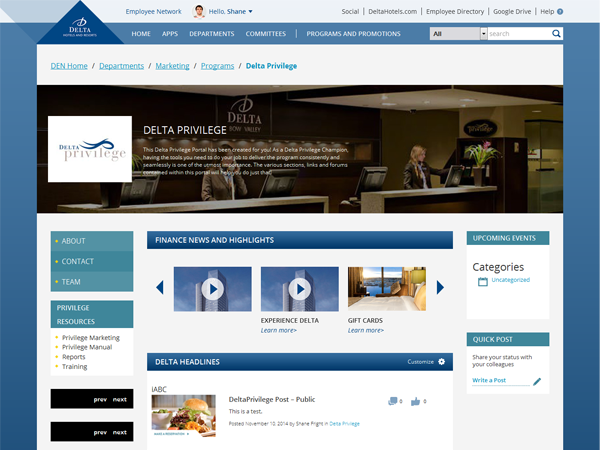 Employee Network
Hello, Shane
Social
DeltaHotels.com
Employee Directory
Google Drive
Help
DELTA
HOTELS AND RESORTS
HOME
APPS
DEPARTMENTS
COMMITTEES
PROGRAMS AND PROMOTIONS
All
search
DEN Home / Departments / Marketing / Programs / Delta Privilege
DELTA
BOW VALLEY
DELTA
privilege
DELTA PRIVILEGE
This Delta Privilege Portal has been created for you! As a Delta Privilege Champion,
having the tools you need to do your job to deliver the program consistently and
seamlessly is one of the utmost importance. The various sections, links and forums
contained within this portal will help you do just that.
ABOUT
CONTACT
TEAM
PRIVILEGE
RESOURCES
Privilege Marketing
Privilege Manual
Reports
Training
prev next
prev next
FINANCE NEWS AND HIGHLIGHTS
EXPERIENCE DELTA
Learn more>
GIFT CARDS
Learn more>
DELTA HEADLINES
Customize
IABC
DeltaPrivilege Post – Public
This is a test.
Posted November 10, 2014 by Shane Pright in Delta Privilege
0
0
UPCOMING EVENTS
Categories
Uncategorized
QUICK POST
Share your status with
your colleagues
Write a Post